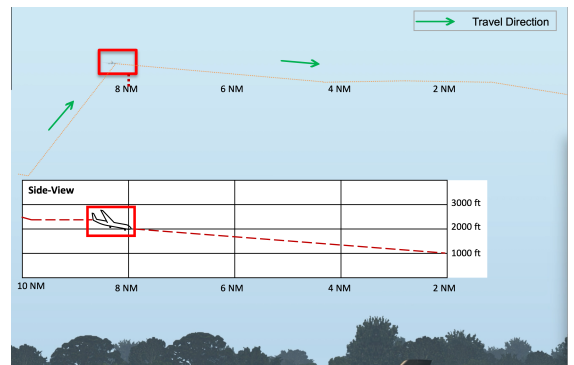 Travel Direction
8 NM 6 NM 4 NM 2 NM
Side-View
3000 ft
2000 ft
1000 ft
10 NM 8 NM 6 NM 4 NM 2 NM